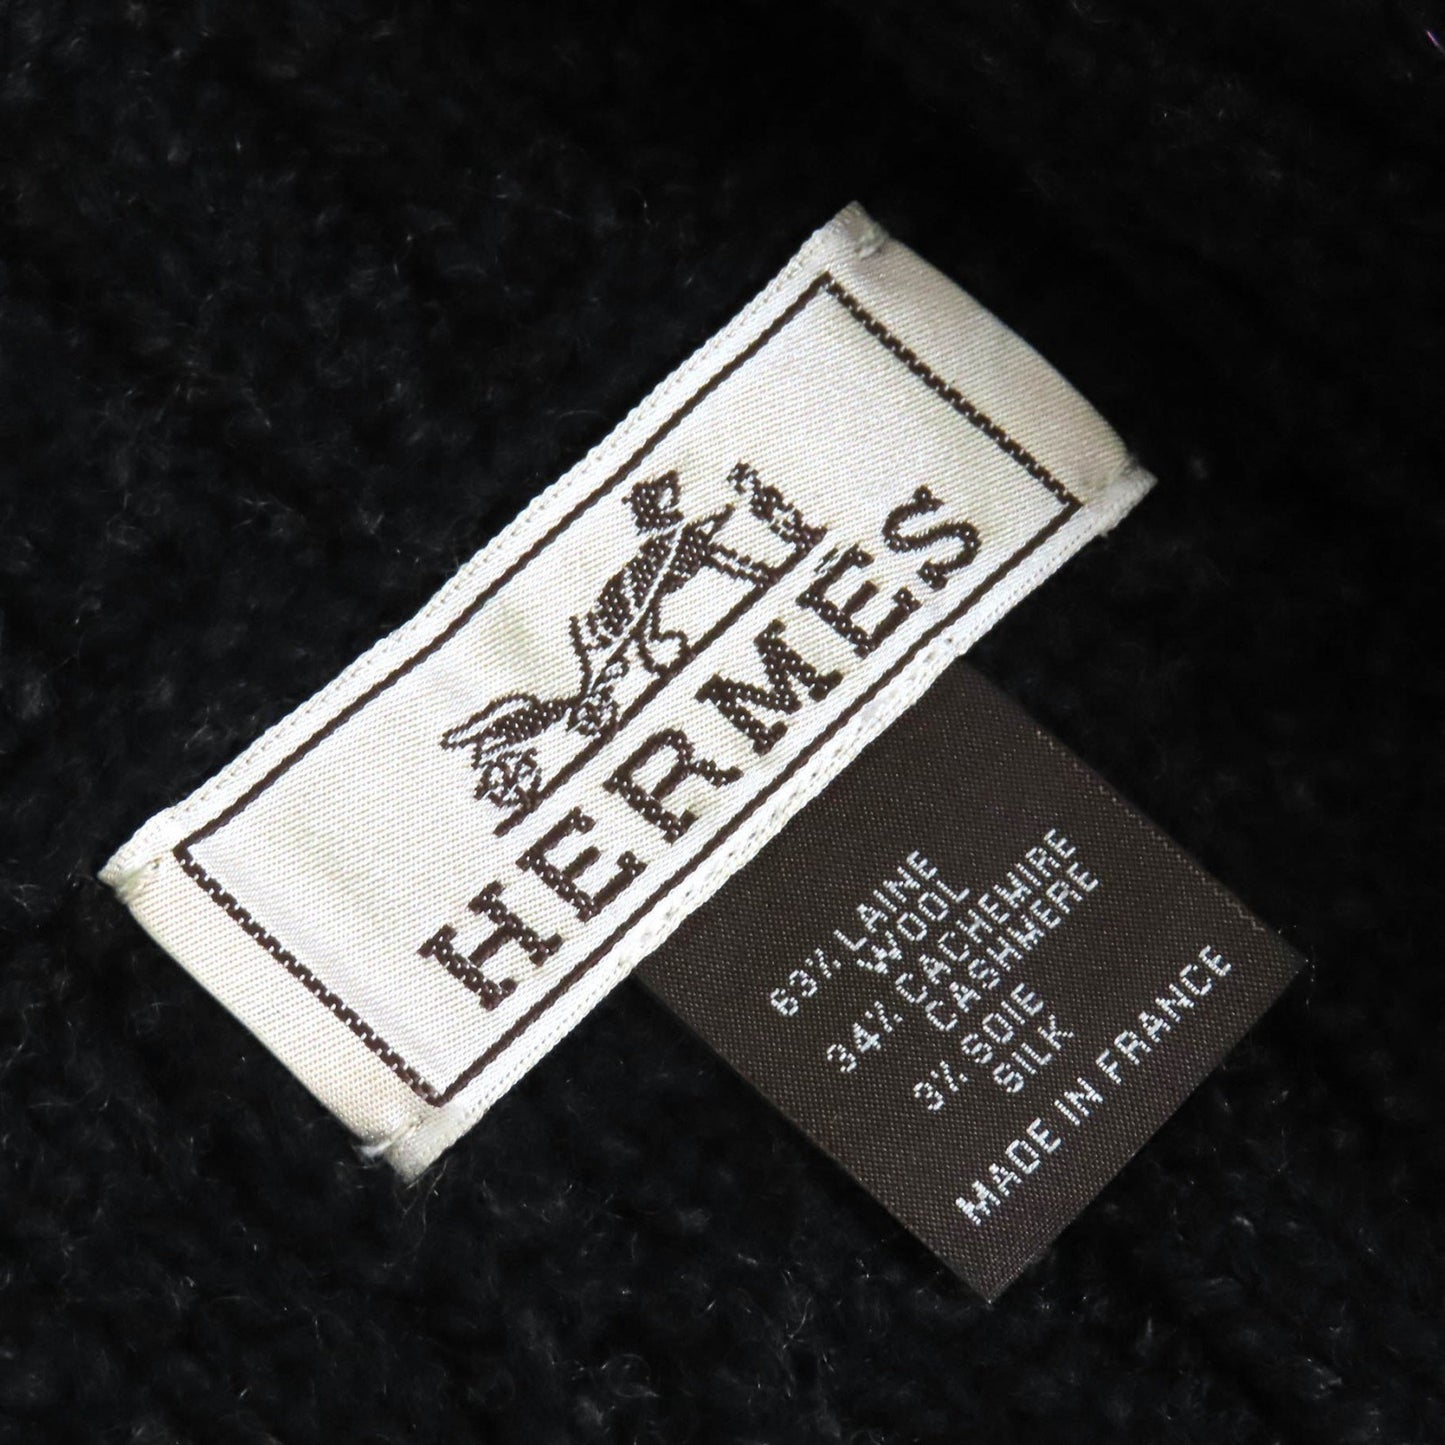 HERMES
63% LAINE
WOOL
34% CACHEMIRE
CASHMERE
3% SOIE
SILK
MADE IN FRANCE